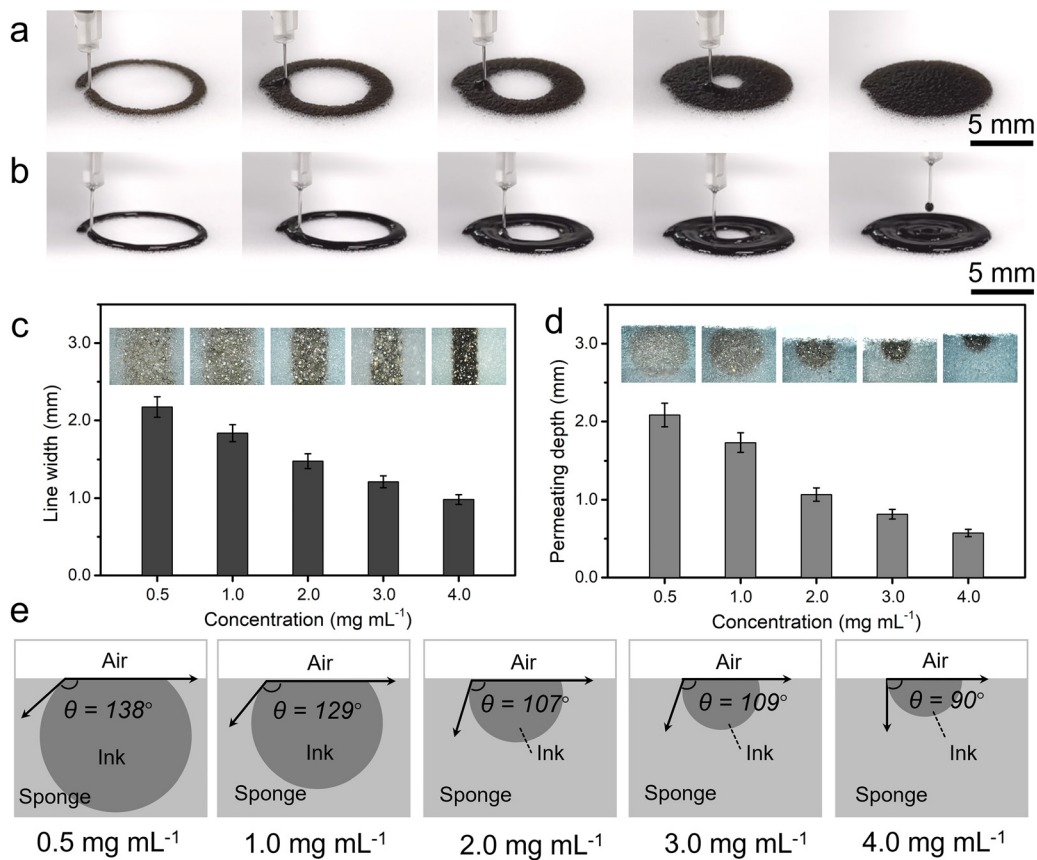 a
5 mm
b
5 mm
c
3.0
2.0
1.0
0.0
Line width (mm)
0.5 1.0 2.0 3.0 4.0
Concentration (mg mL⁻¹)
d
3.0
2.0
1.0
0.0
Permeating depth (mm)
0.5 1.0 2.0 3.0 4.0
Concentration (mg mL⁻¹)
e
Air
θ = 138°
Ink
Sponge
0.5 mg mL⁻¹
Air
θ = 129°
Ink
Sponge
1.0 mg mL⁻¹
Air
θ = 107°
Ink
Sponge
2.0 mg mL⁻¹
Air
θ = 109°
Ink
Sponge
3.0 mg mL⁻¹
Air
θ = 90°
Ink
Sponge
4.0 mg mL⁻¹